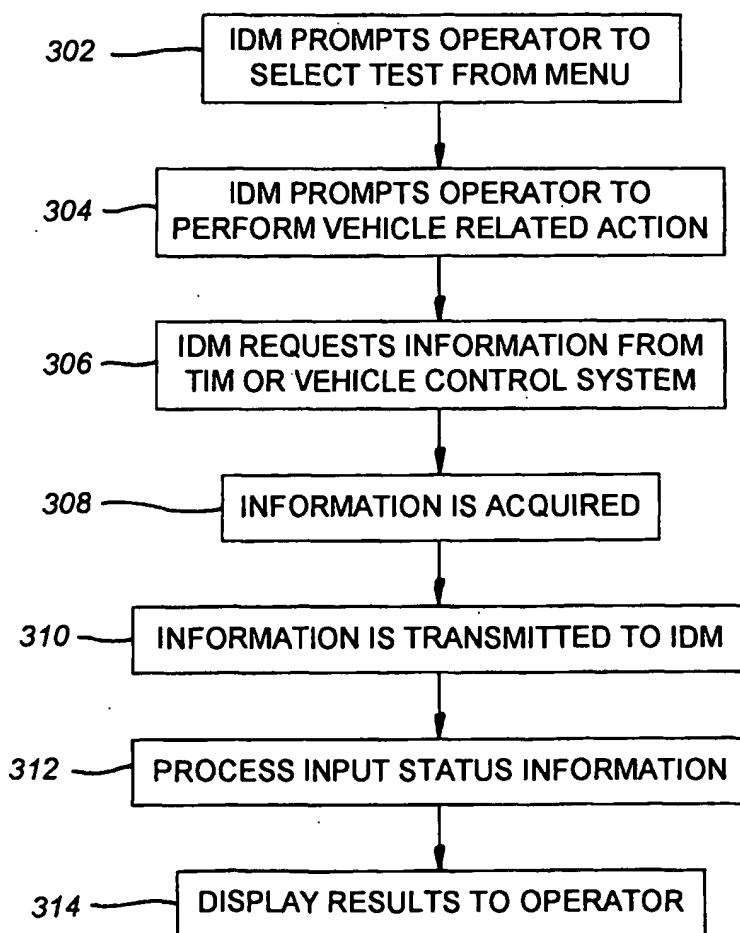 302
IDM PROMPTS OPERATOR TO
SELECT TEST FROM MENU
304
IDM PROMPTS OPERATOR TO
PERFORM VEHICLE RELATED ACTION
306
IDM REQUESTS INFORMATION FROM
TIM OR VEHICLE CONTROL SYSTEM
308
INFORMATION IS ACQUIRED
310
INFORMATION IS TRANSMITTED TO IDM
312
PROCESS INPUT STATUS INFORMATION
314
DISPLAY RESULTS TO OPERATOR